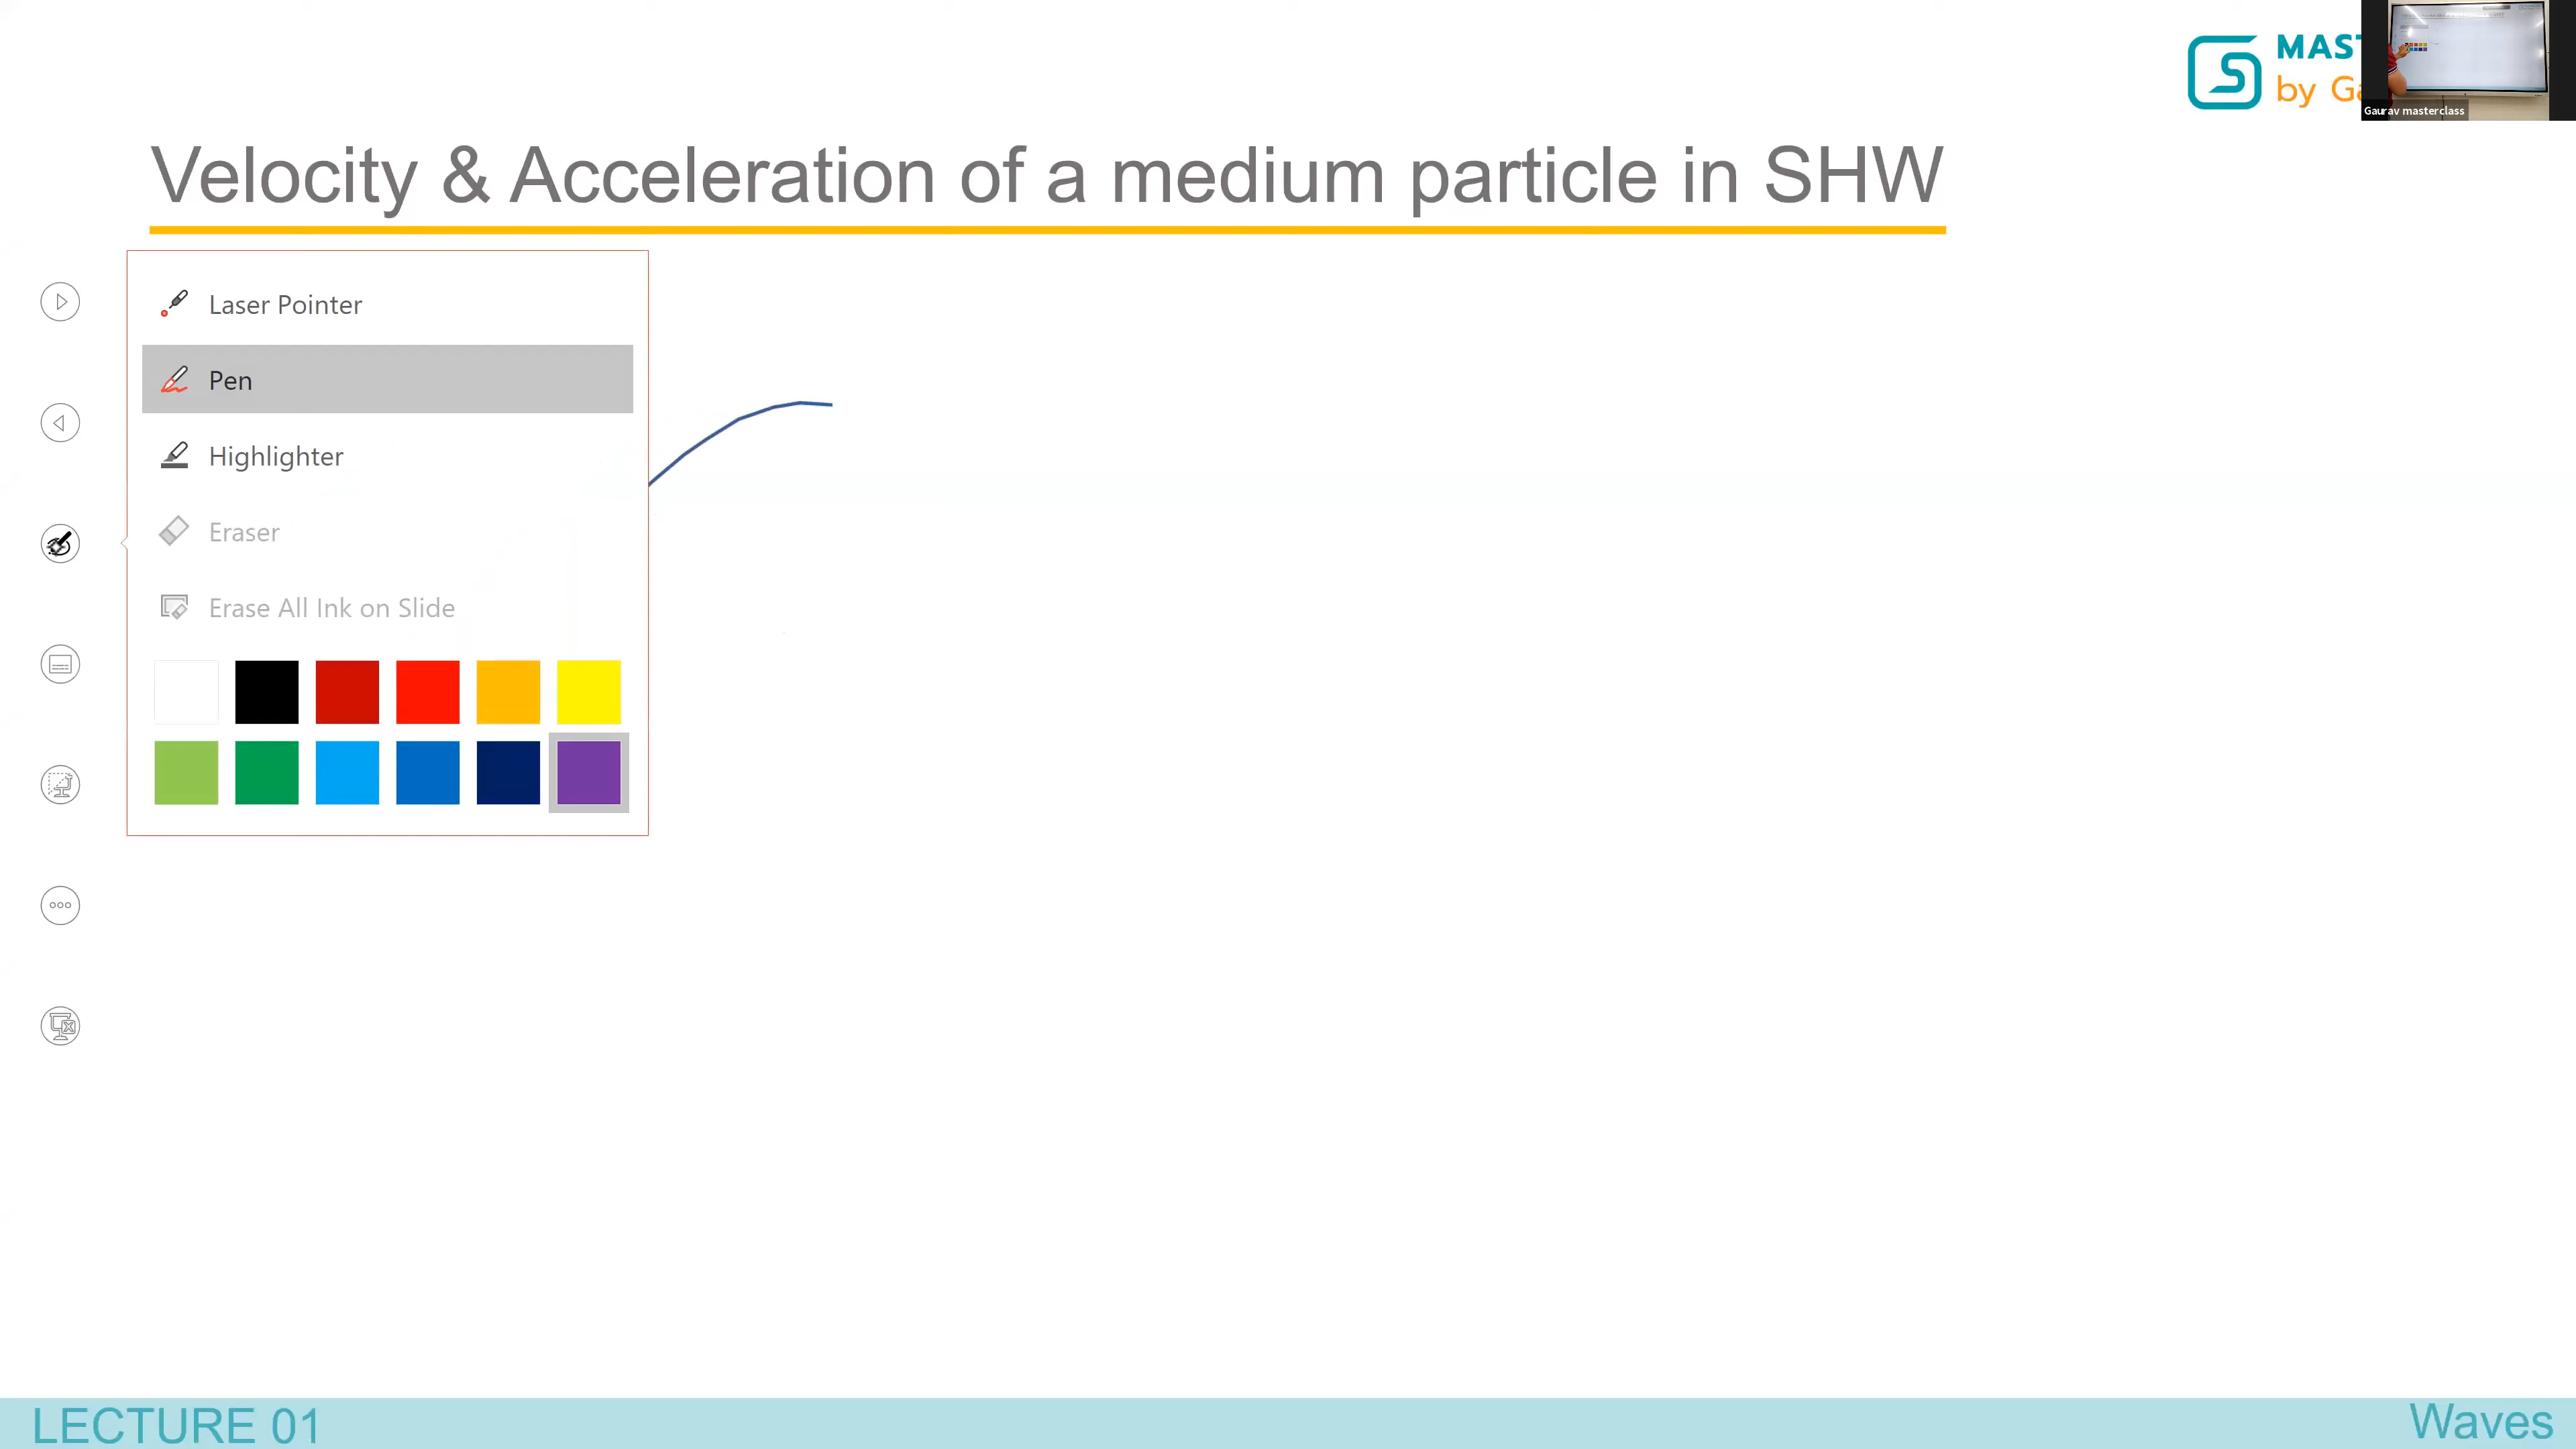 MAS
by Ga
Gaurav masterclass
Velocity & Acceleration of a medium particle in SHW
Laser Pointer
Pen
Highlighter
Eraser
Erase All Ink on Slide
LECTURE 01
Waves